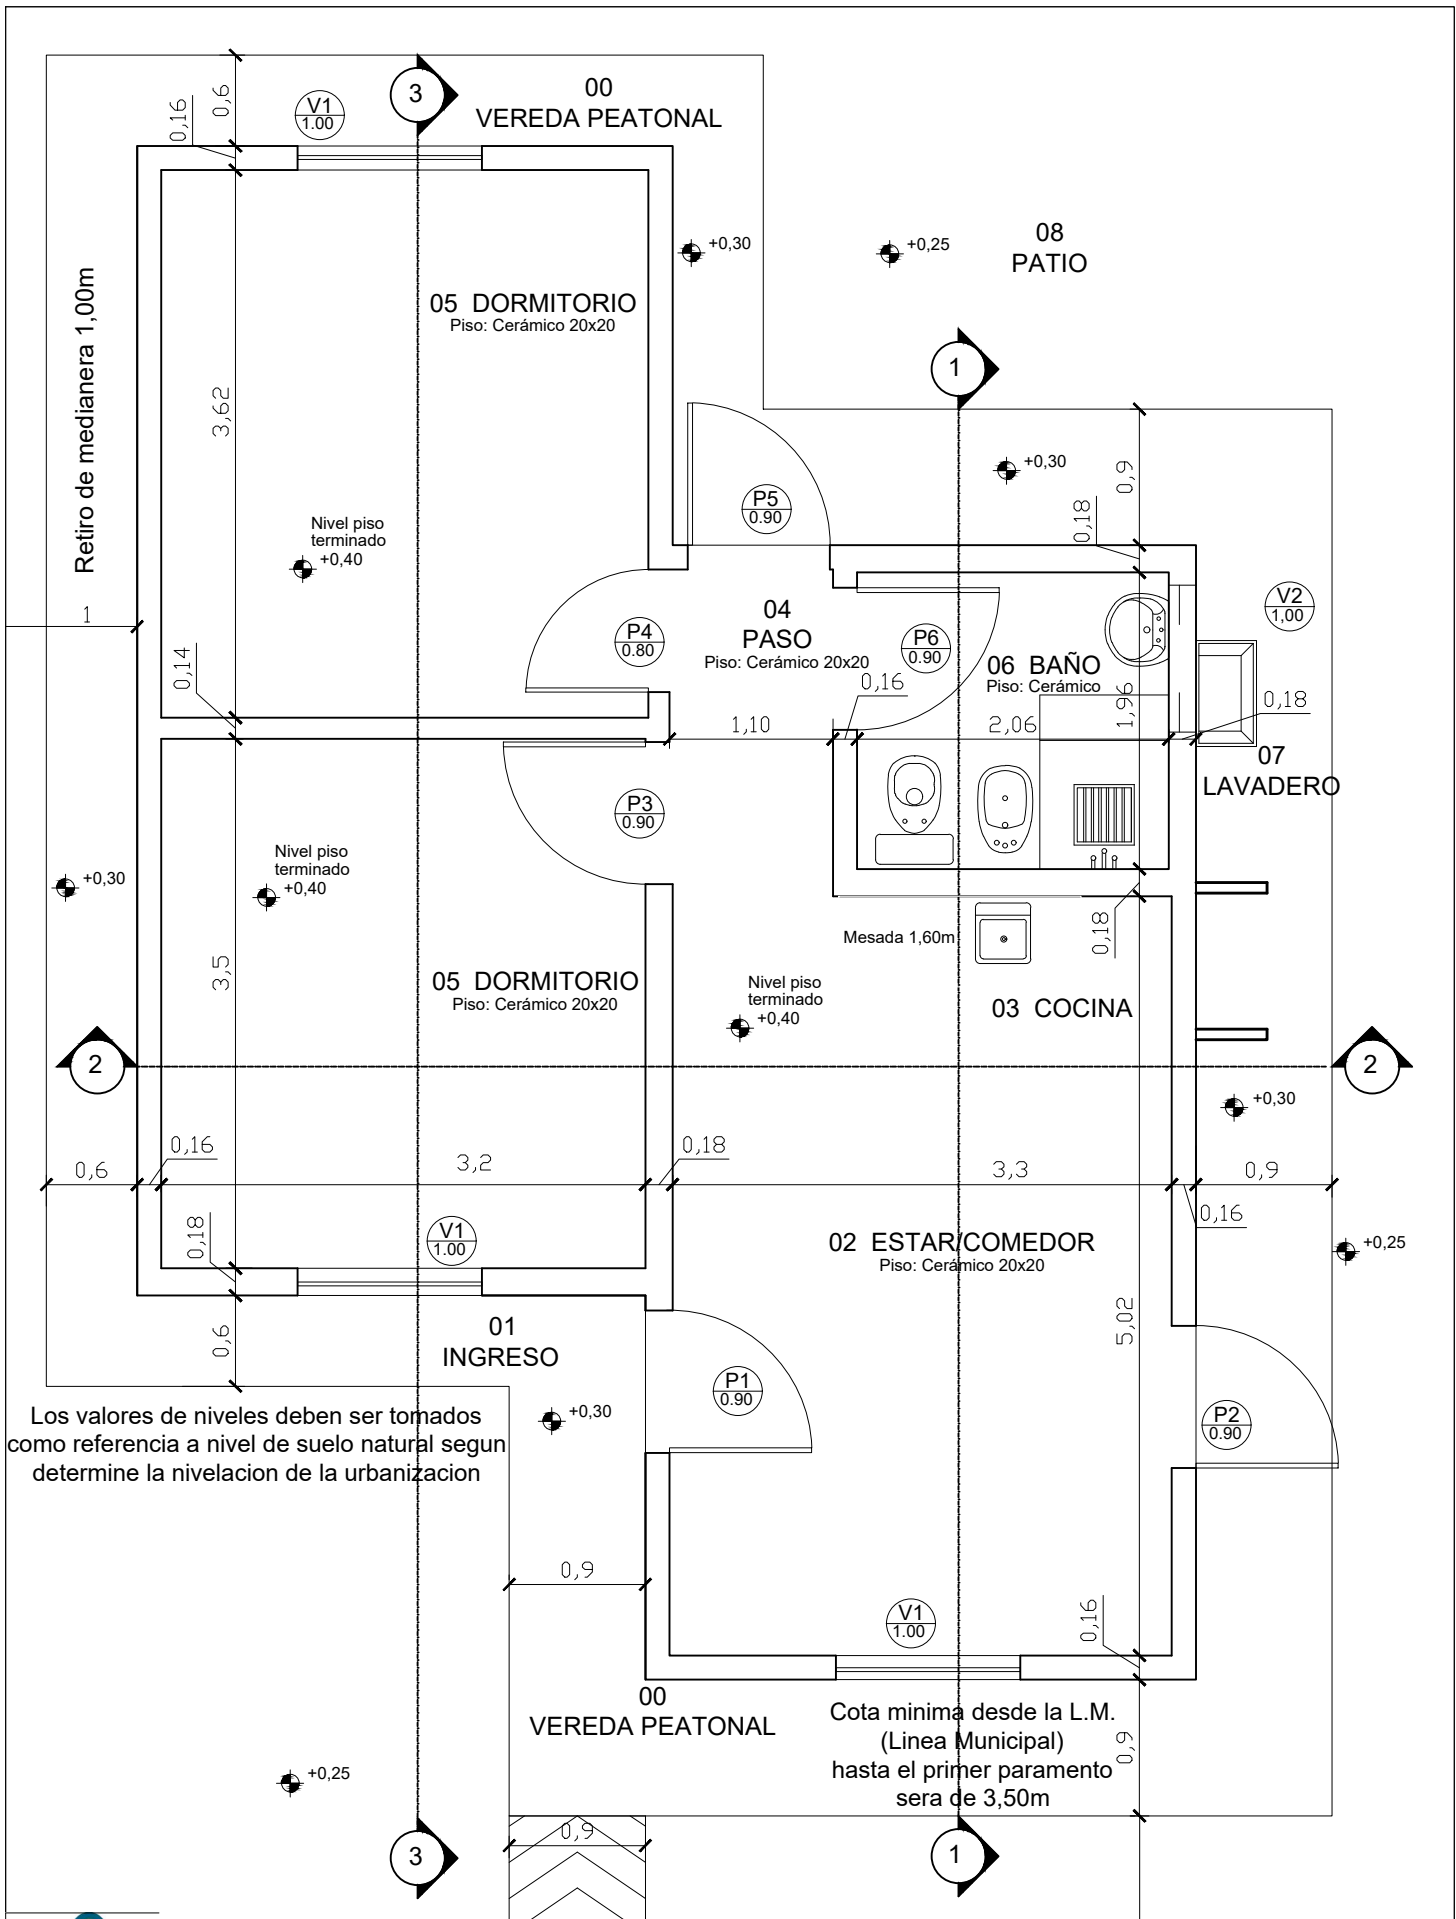 3
00
VEREDA PEATONAL
V1
1.00
0,6
0,16
+0,30
+0,25
08
PATIO
Retiro de medianera 1,00m
05 DORMITORIO
Piso: Cerámico 20x20
3,62
1
+0,30
0,9
0,18
P5
0.90
Nivel piso
terminado
+0,40
1
0,14
P4
0.80
04
PASO
Piso: Cerámico 20x20
0,16
P6
0.90
06 BAÑO
Piso: Cerámico
1,96
V2
1,00
0,18
1,10
2,06
07
LAVADERO
P3
0.90
Nivel piso
terminado
+0,40
+0,30
0,18
Mesada 1,60m
3,5
05 DORMITORIO
Piso: Cerámico 20x20
Nivel piso
terminado
+0,40
03 COCINA
2
2
+0,30
0,6
0,16
3,2
0,18
3,3
0,9
0,16
0,18
V1
1.00
02 ESTAR/COMEDOR
Piso: Cerámico 20x20
+0,25
0,6
01
INGRESO
5,02
P1
0.90
+0,30
P2
0.90
Los valores de niveles deben ser tomados
como referencia a nivel de suelo natural segun
determine la nivelacion de la urbanizacion
0,9
V1
1.00
0,16
00
VEREDA PEATONAL
Cota minima desde la L.M.
(Linea Municipal)
hasta el primer paramento
sera de 3,50m
0,9
+0,25
0,9
3
1